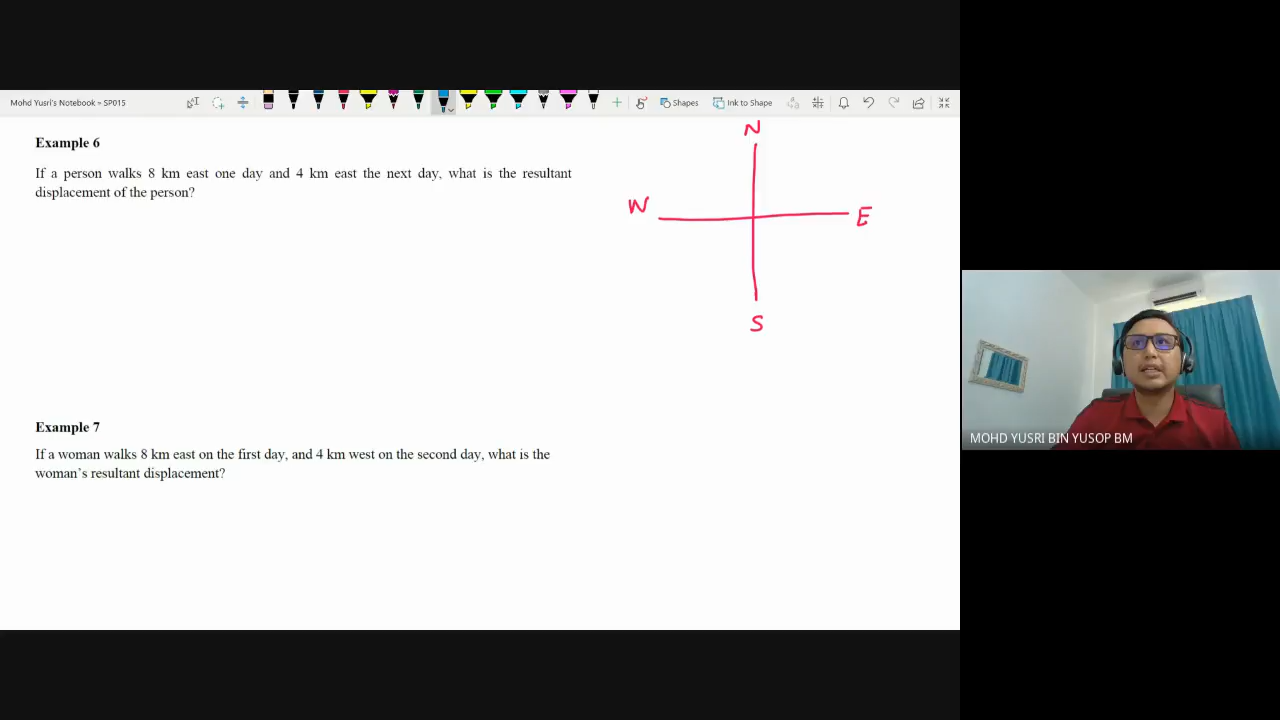 Mohd Yusri's Notebook » SP015
Shapes
Ink to Shape
Example 6
If a person walks 8 km east one day and 4 km east the next day, what is the resultant
displacement of the person?
N
W
E
S
Example 7
If a woman walks 8 km east on the first day, and 4 km west on the second day, what is the
woman's resultant displacement?
MOHD YUSRI BIN YUSOP BM